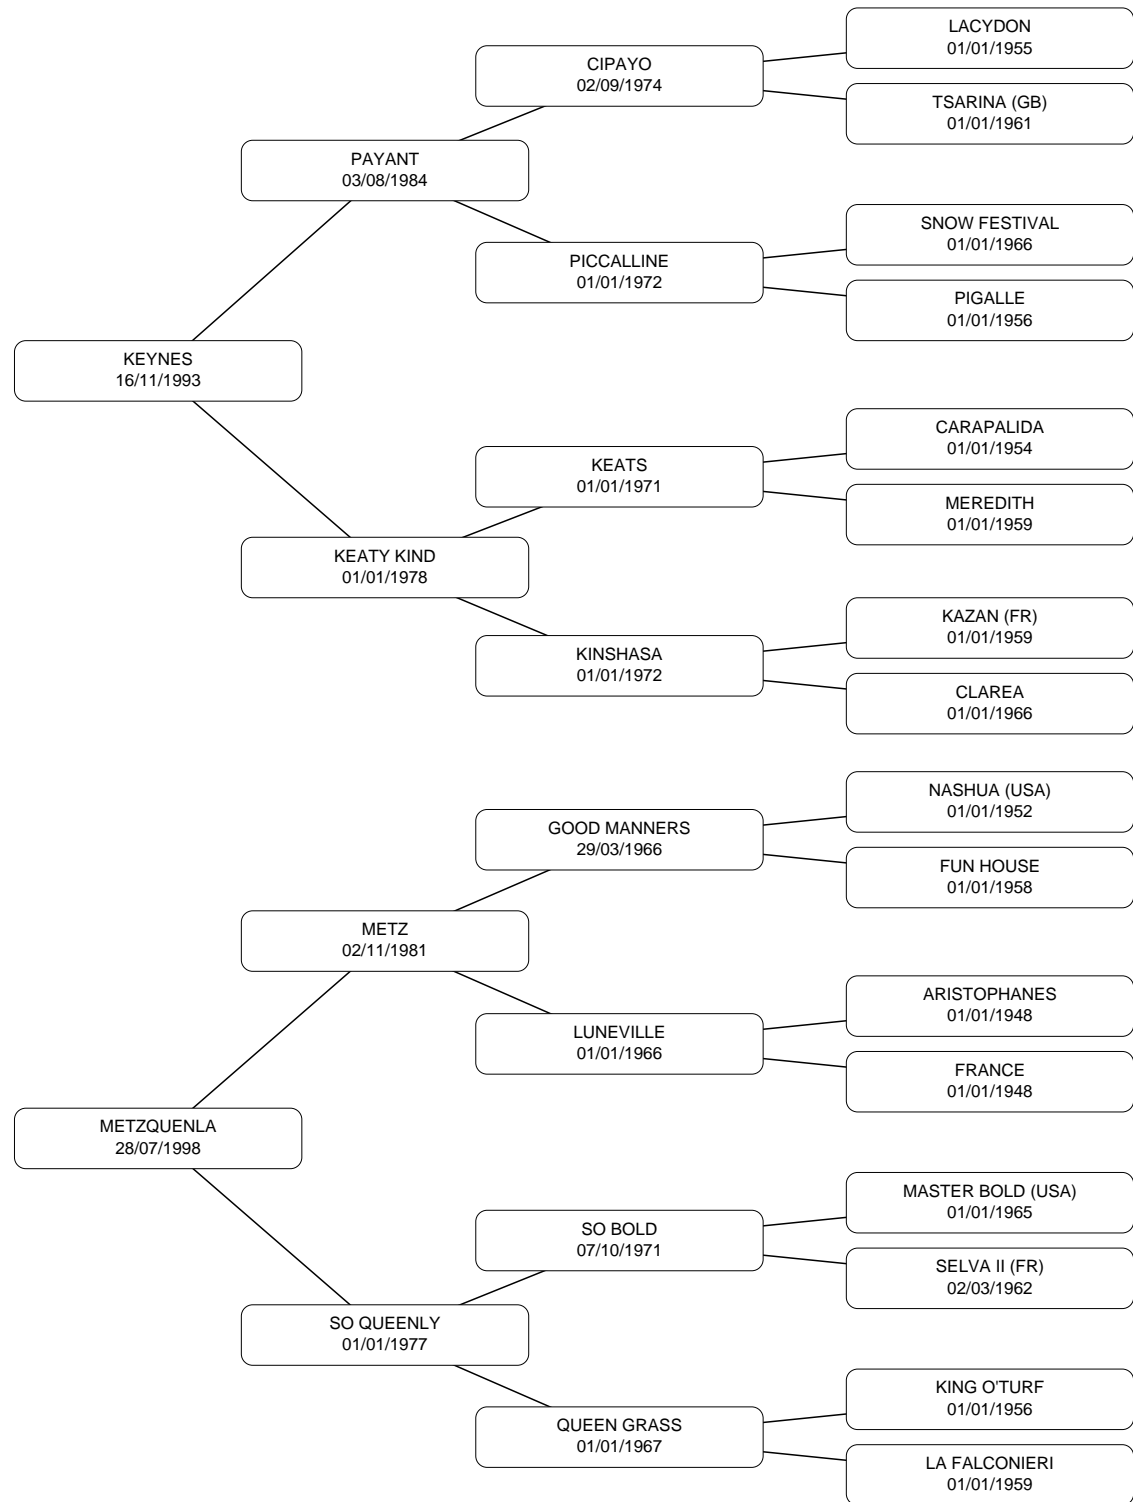 LACYDON
01/01/1955
CIPAYO
02/09/1974
TSARINA (GB)
01/01/1961
PAYANT
03/08/1984
SNOW FESTIVAL
01/01/1966
PICCALLINE
01/01/1972
PIGALLE
01/01/1956
KEYNES
16/11/1993
CARAPALIDA
01/01/1954
KEATS
01/01/1971
MEREDITH
01/01/1959
KEATY KIND
01/01/1978
KAZAN (FR)
01/01/1959
KINSHASA
01/01/1972
CLAREA
01/01/1966
NASHUA (USA)
01/01/1952
GOOD MANNERS
29/03/1966
FUN HOUSE
01/01/1958
METZ
02/11/1981
ARISTOPHANES
01/01/1948
LUNEVILLE
01/01/1966
FRANCE
01/01/1948
METZQUENLA
28/07/1998
MASTER BOLD (USA)
01/01/1965
SO BOLD
07/10/1971
SELVA II (FR)
02/03/1962
SO QUEENLY
01/01/1977
KING O'TURF
01/01/1956
QUEEN GRASS
01/01/1967
LA FALCONIERI
01/01/1959